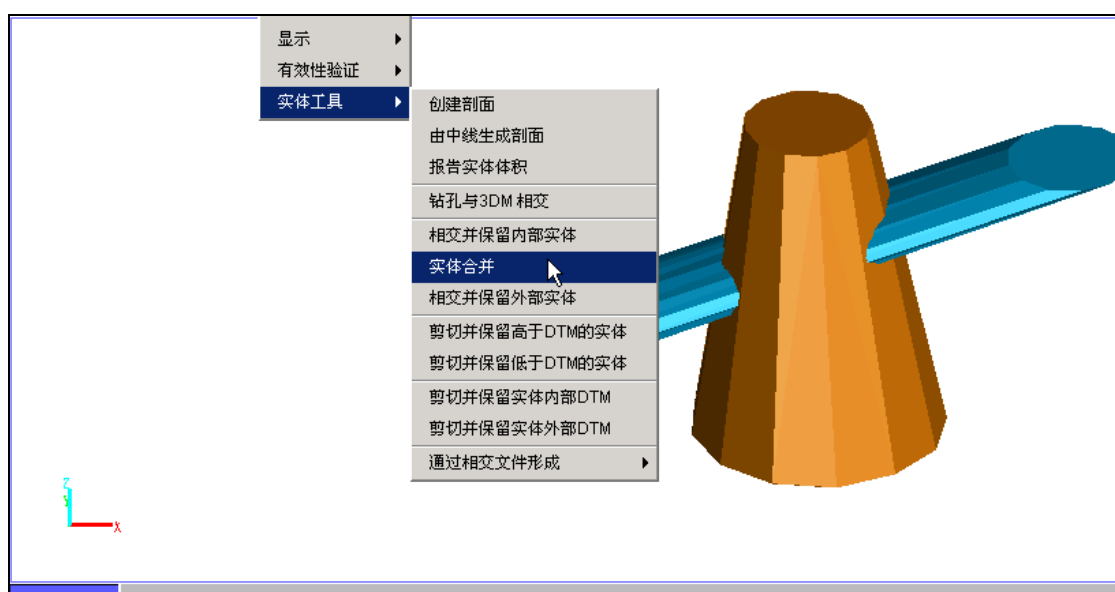 显示
有效性验证
实体工具
创建剖面
由中线生成剖面
报告实体体积
钻孔与3DM 相交
相交并保留内部实体
实体合并
相交并保留外部实体
剪切并保留高于DTM的实体
剪切并保留低于DTM的实体
剪切并保留实体内部DTM
剪切并保留实体外部DTM
通过相交文件形成
Z
Y
X